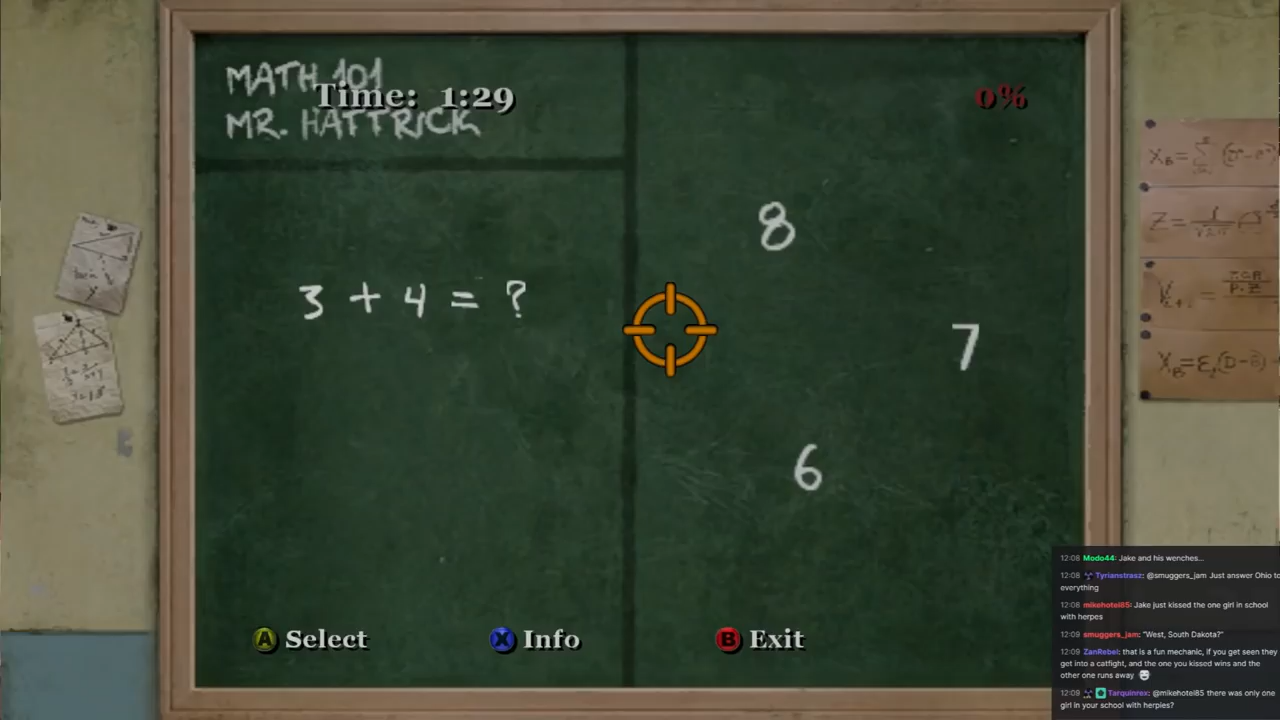 MATH 101
Time: 1:29
0%
MR. HATTRICK
3 + 4 = ?
8
7
6
A Select
X Info
B Exit
12:08 Modo44: Jake and his wenches...
12:08 Tyrianstrasz: @smuggers_jam Just answer Ohio to
everything
12:08 mikehotel85: Jake just kissed the one girl in school
with herpes
12:09 smuggers_jam: "West, South Dakota?"
12:09 ZanRebel: that is a fun mechanic, if you get seen they
get into a catfight, and the one you kissed wins and the
other one runs away
12:09 Tarquinrex: @mikehotel85 there was only one
girl in your school with herpies?